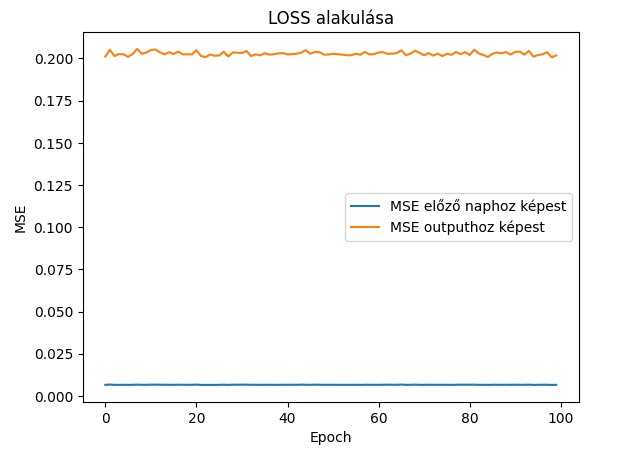 LOSS alakulása
MSE
0.200
0.175
0.150
0.125
0.100
0.075
0.050
0.025
0.000
MSE előző naphoz képest
MSE outputhoz képest
0 20 40 60 80 100
Epoch